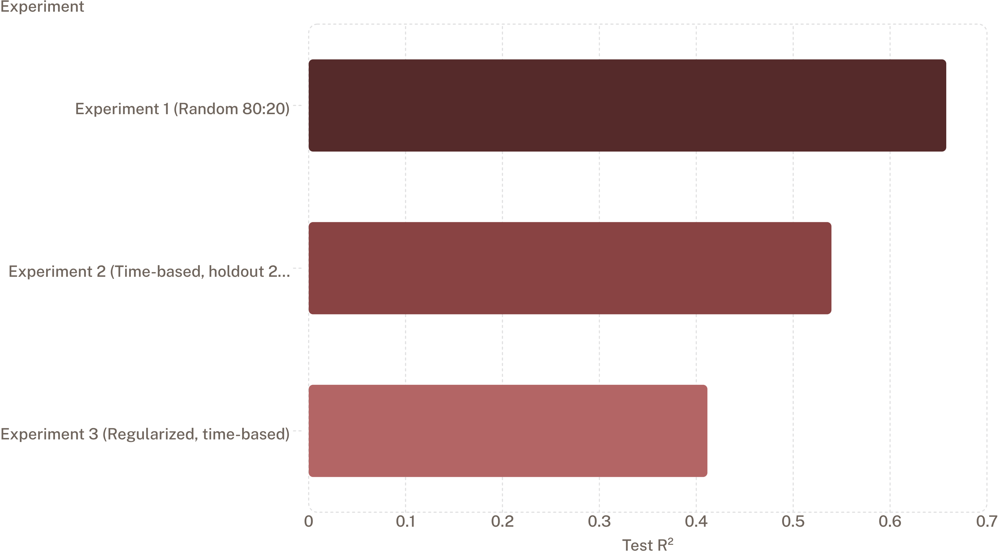 Experiment
Experiment 1 (Random 80:20)
Experiment 2 (Time-based, holdout 2...
Experiment 3 (Regularized, time-based)
0 0.1 0.2 0.3 0.4 0.5 0.6 0.7
Test R²